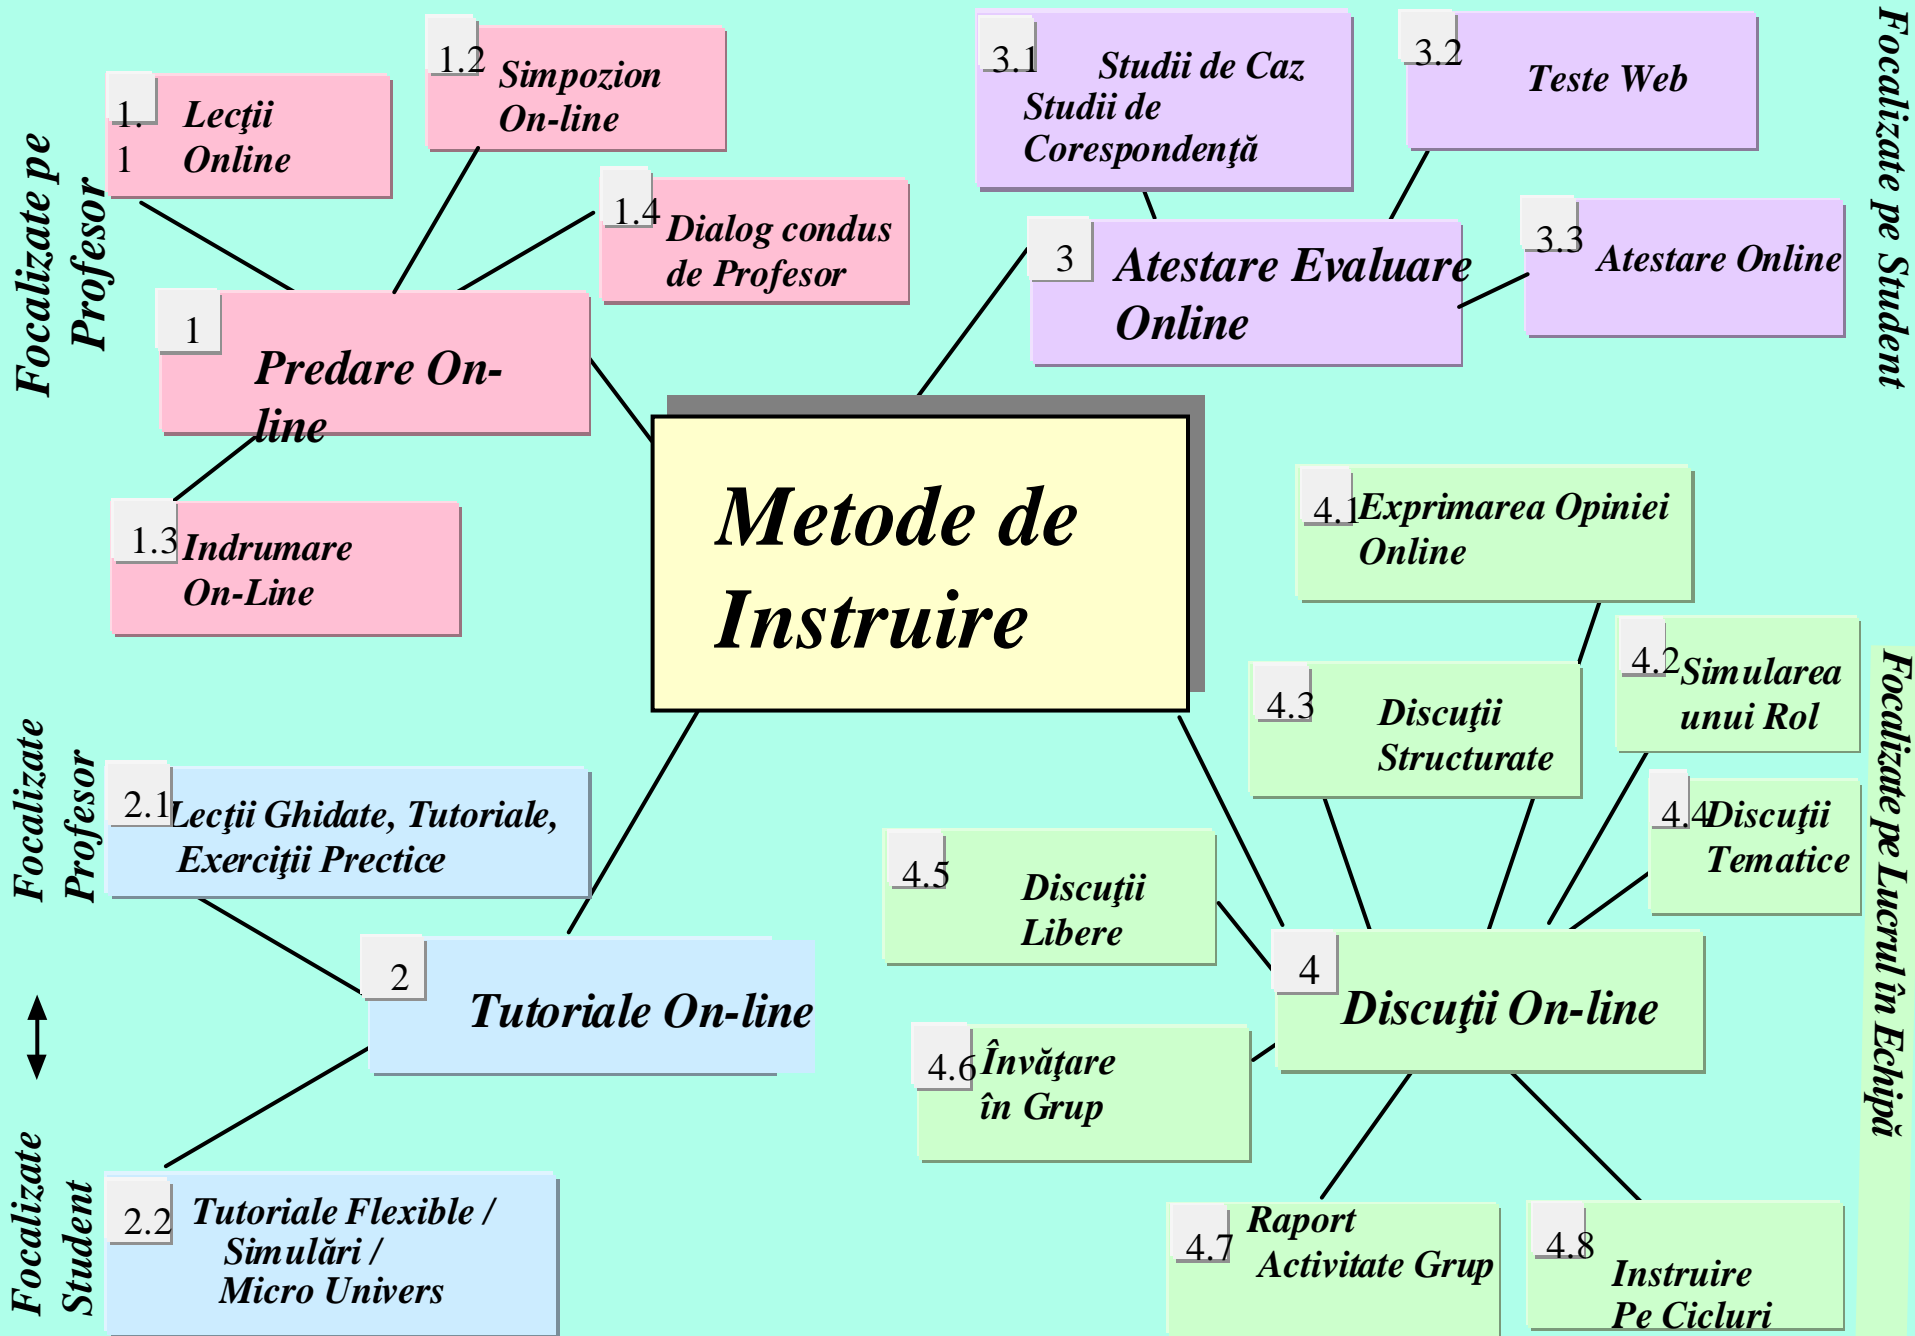 Focalizate pe
Profesor
1.
1
Lecţii
Online
1.2
Simpozion
On-line
1.4
Dialog condus
de Profesor
1
Predare On-
line
1.3
Indrumare
On-Line
3.1
Studii de Caz
Studii de
Corespondenţă
3.2
Teste Web
3
Atestare Evaluare
Online
3.3
Atestare Online
Focalizate pe Student
Metode de
Instruire
Focalizate
Profesor
2.1
Lecţii Ghidate, Tutoriale,
Exerciţii Prectice
2
Tutoriale On-line
Focalizate
Student
2.2
Tutoriale Flexible /
Simulări /
Micro Univers
4.1
Exprimarea Opiniei
Online
4.2
Simularea
unui Rol
4.3
Discuţii
Structurate
4.4
Discuţii
Tematice
4.5
Discuţii
Libere
4
Discuţii On-line
4.6
Învăţare
în Grup
4.7
Raport
Activitate Grup
4.8
Instruire
Pe Cicluri
Focalizate pe Lucrul în Echipă